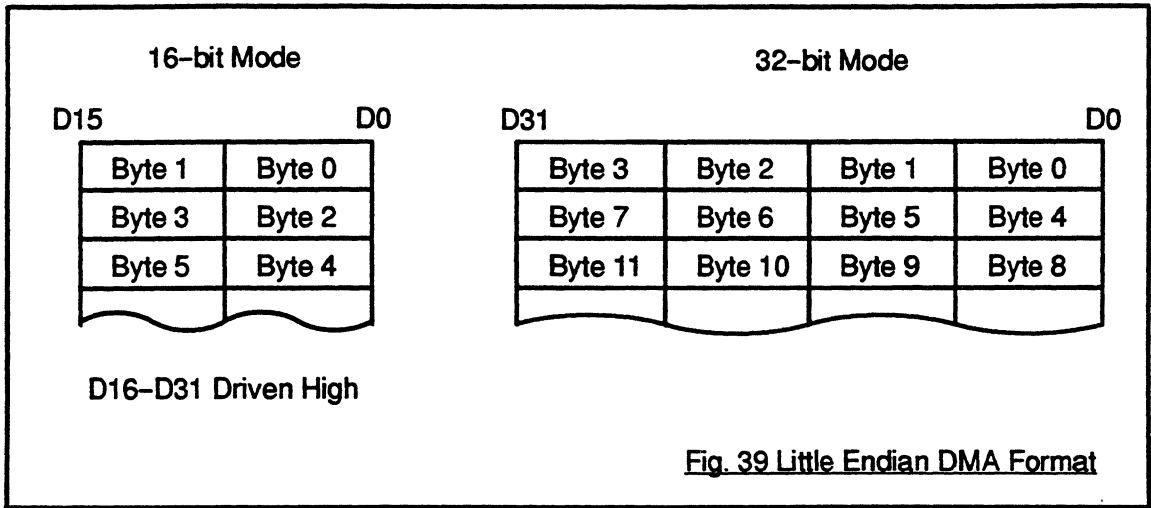 16–bit Mode
D15 D0
Byte 1 Byte 0
Byte 3 Byte 2
Byte 5 Byte 4
D16–D31 Driven High
32–bit Mode
D31 D0
Byte 3 Byte 2 Byte 1 Byte 0
Byte 7 Byte 6 Byte 5 Byte 4
Byte 11 Byte 10 Byte 9 Byte 8
Fig. 39 Little Endian DMA Format